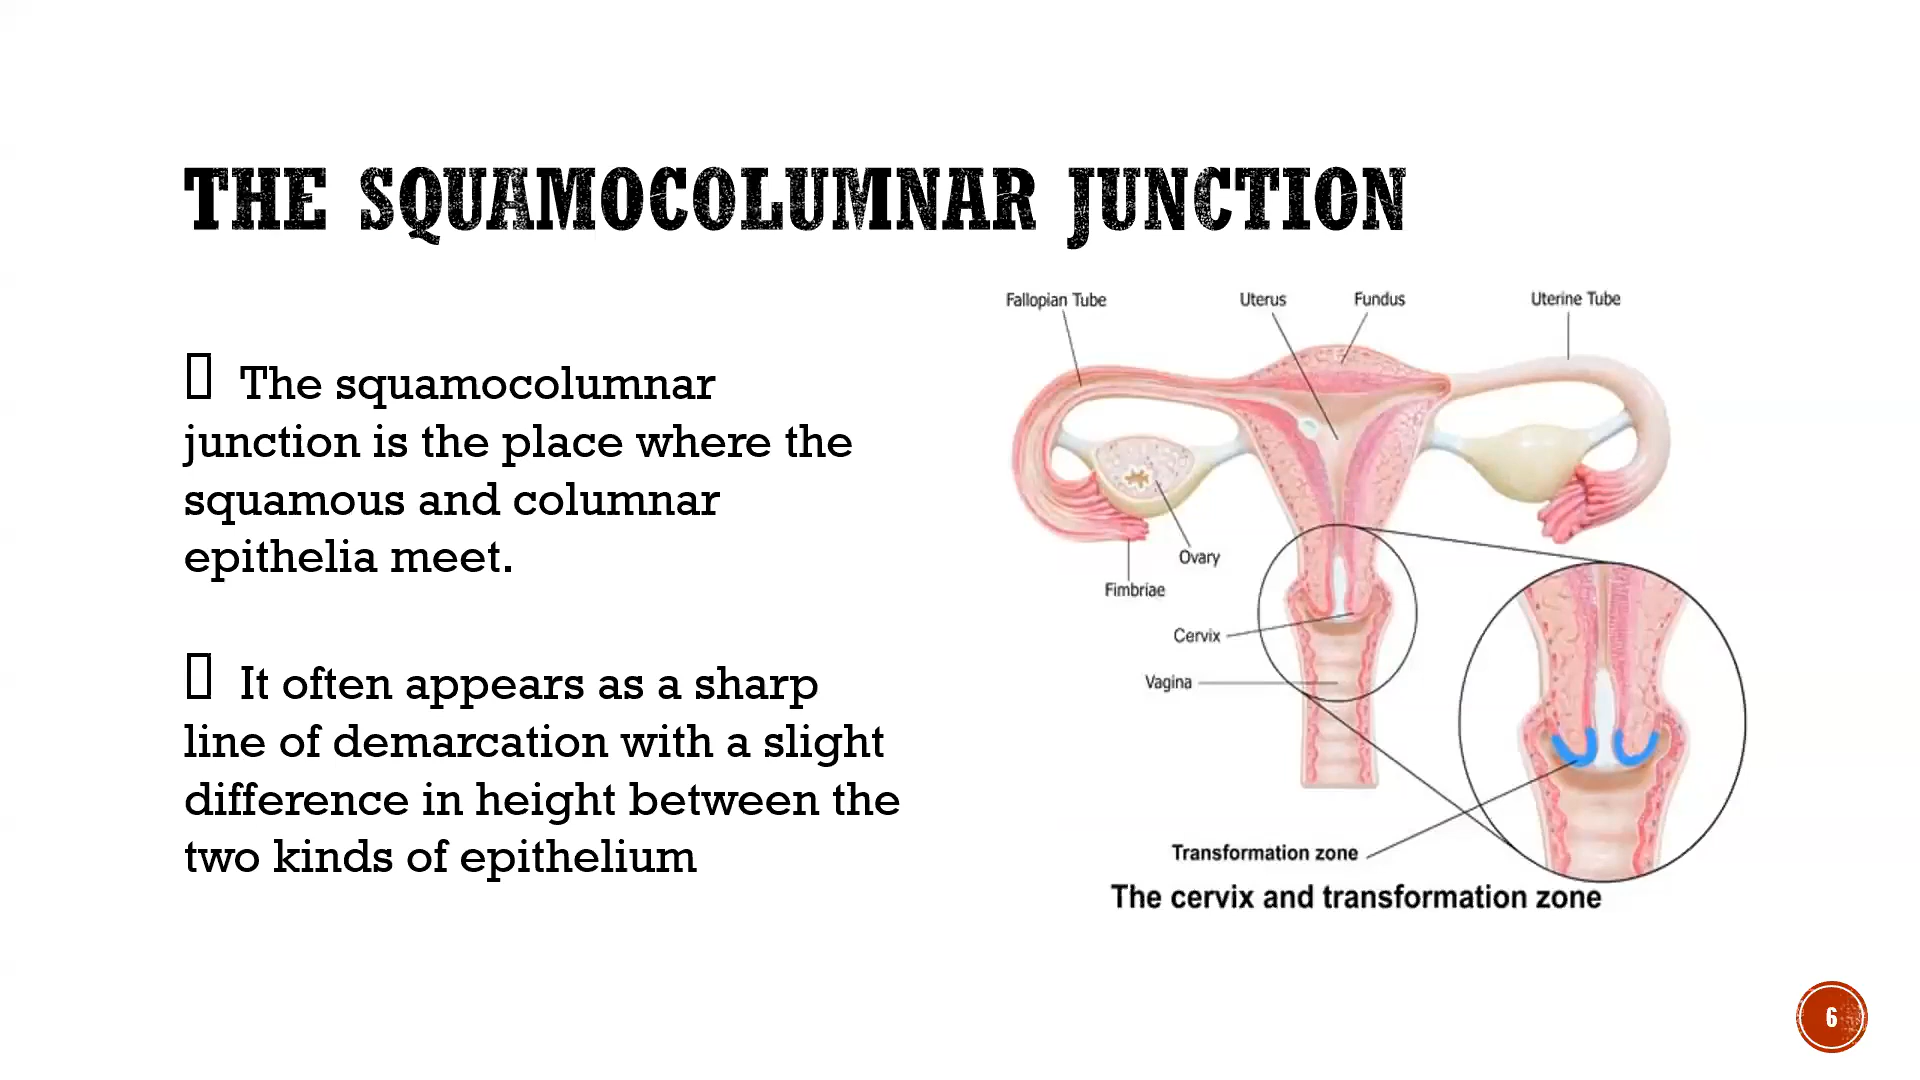 THE SQUAMOCOLUMNAR JUNCTION
The squamocolumnar
junction is the place where the
squamous and columnar
epithelia meet.
It often appears as a sharp
line of demarcation with a slight
difference in height between the
two kinds of epithelium
Fallopian Tube
Uterus
Fundus
Uterine Tube
Ovary
Fimbriae
Cervix
Vagina
Transformation zone
The cervix and transformation zone
6